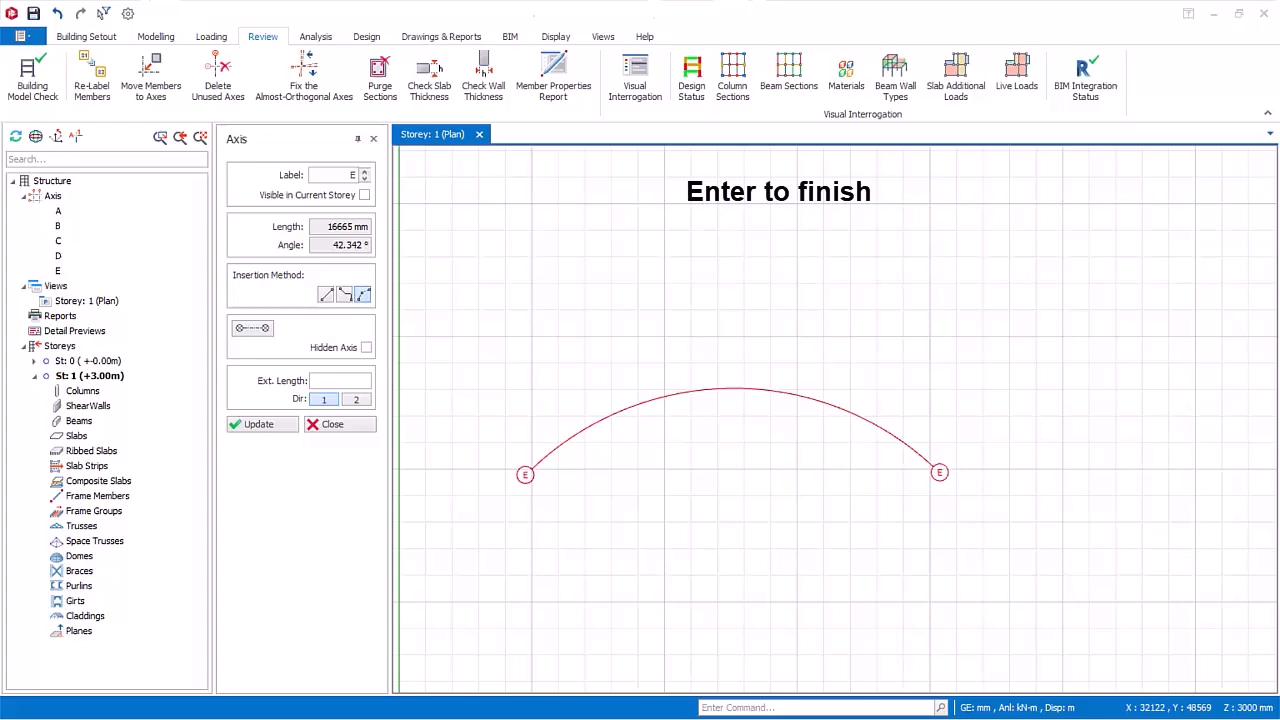 Building Setout Modelling Loading Review Analysis Design Drawings & Reports BIM Display Views Help
Building Model Check
Re-Label Members
Move Members to Axes
Delete Unused Axes
Fix the Almost-Orthogonal Axes
Purge Sections
Check Slab Thickness
Check Wall Thickness
Member Properties Report
Visual Interrogation
Design Status
Column Sections
Beam Sections
Materials
Beam Wall Types
Slab Additional Loads
Live Loads
BIM Integration Status
Visual Interrogation
Search...
Structure
Axis
A
B
C
D
E
Views
Storey: 1 (Plan)
Reports
Detail Previews
Storeys
St: 0 ( +-0.00m)
St: 1 (+3.00m)
Columns
ShearWalls
Beams
Slabs
Ribbed Slabs
Slab Strips
Composite Slabs
Frame Members
Frame Groups
Trusses
Space Trusses
Domes
Braces
Purlins
Girts
Claddings
Planes
Axis
Label: E
Visible in Current Storey
Length: 16665 mm
Angle: 42.342 °
Insertion Method:
Hidden Axis
Ext. Length:
Dir: 1 2
Update Close
Storey: 1 (Plan)
Enter to finish
E E
Enter Command... GE: mm , Anl: kN-m , Disp: m X : 32122 , Y : 48569 Z : 3000 mm